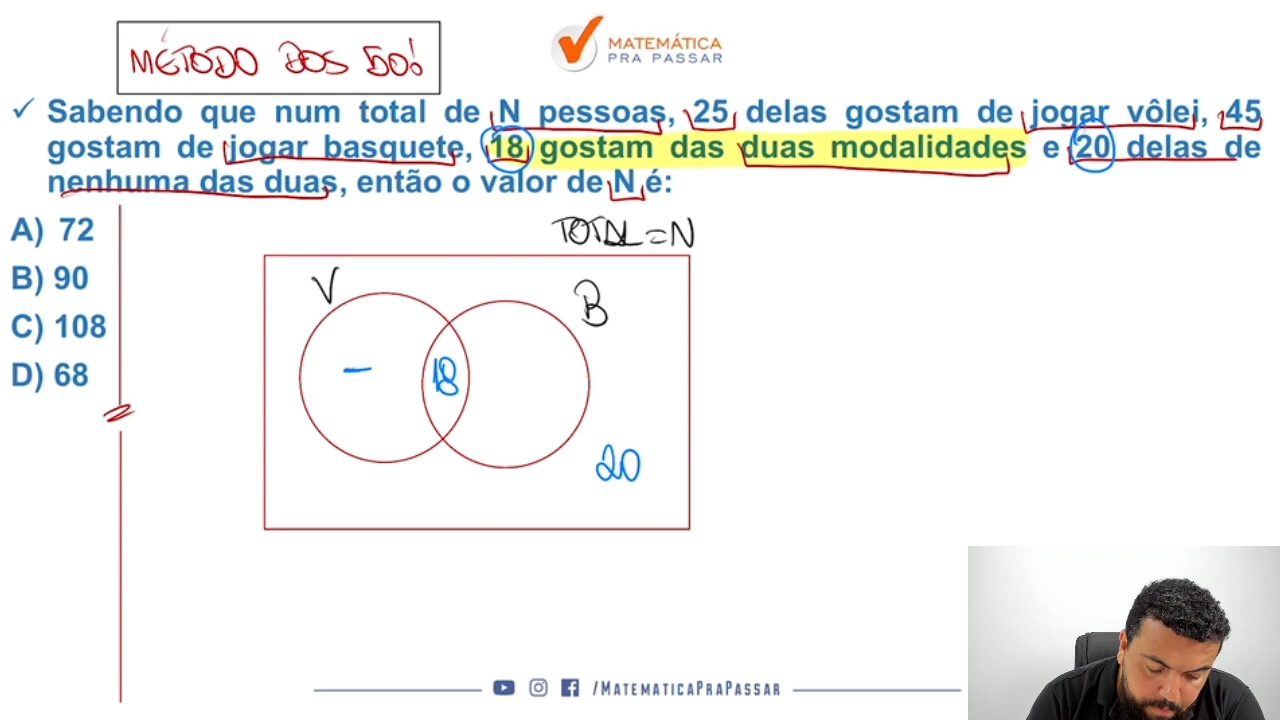 MÉTODO DOS 50!
MATEMÁTICA
PRA PASSAR
✓ Sabendo que num total de N pessoas, 25 delas gostam de jogar vôlei, 45
gostam de jogar basquete, 18 gostam das duas modalidades e 20 delas de
nenhuma das duas, então o valor de N é:
A) 72
B) 90
C) 108
D) 68
TOTAL = N
V
B
18
20
/MATEMATICAPRAPASSAR